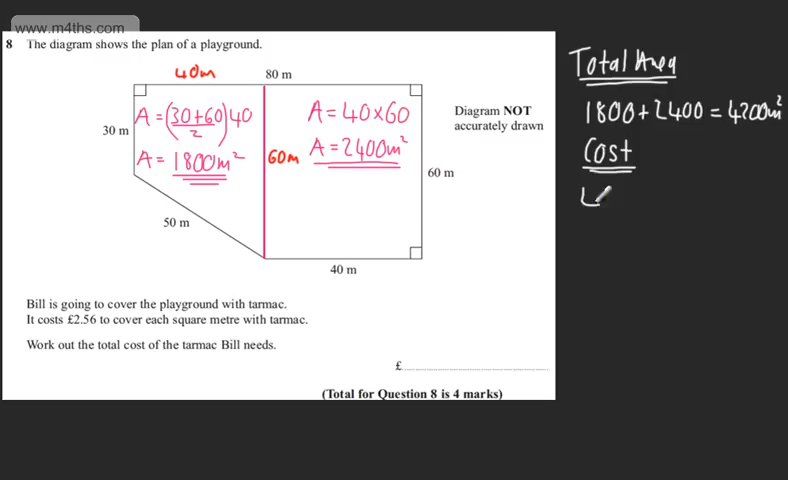 www.m4ths.com
8 The diagram shows the plan of a playground.
40m
80 m
30 m
A = (30+60/2)40
A = 1800m²
60m
A = 40×60
A = 2400m²
Diagram NOT
accurately drawn
60 m
50 m
40 m
Bill is going to cover the playground with tarmac.
It costs £2.56 to cover each square metre with tarmac.
Work out the total cost of the tarmac Bill needs.
£
(Total for Question 8 is 4 marks)
Total Area
1800+2400=4200m²
Cost